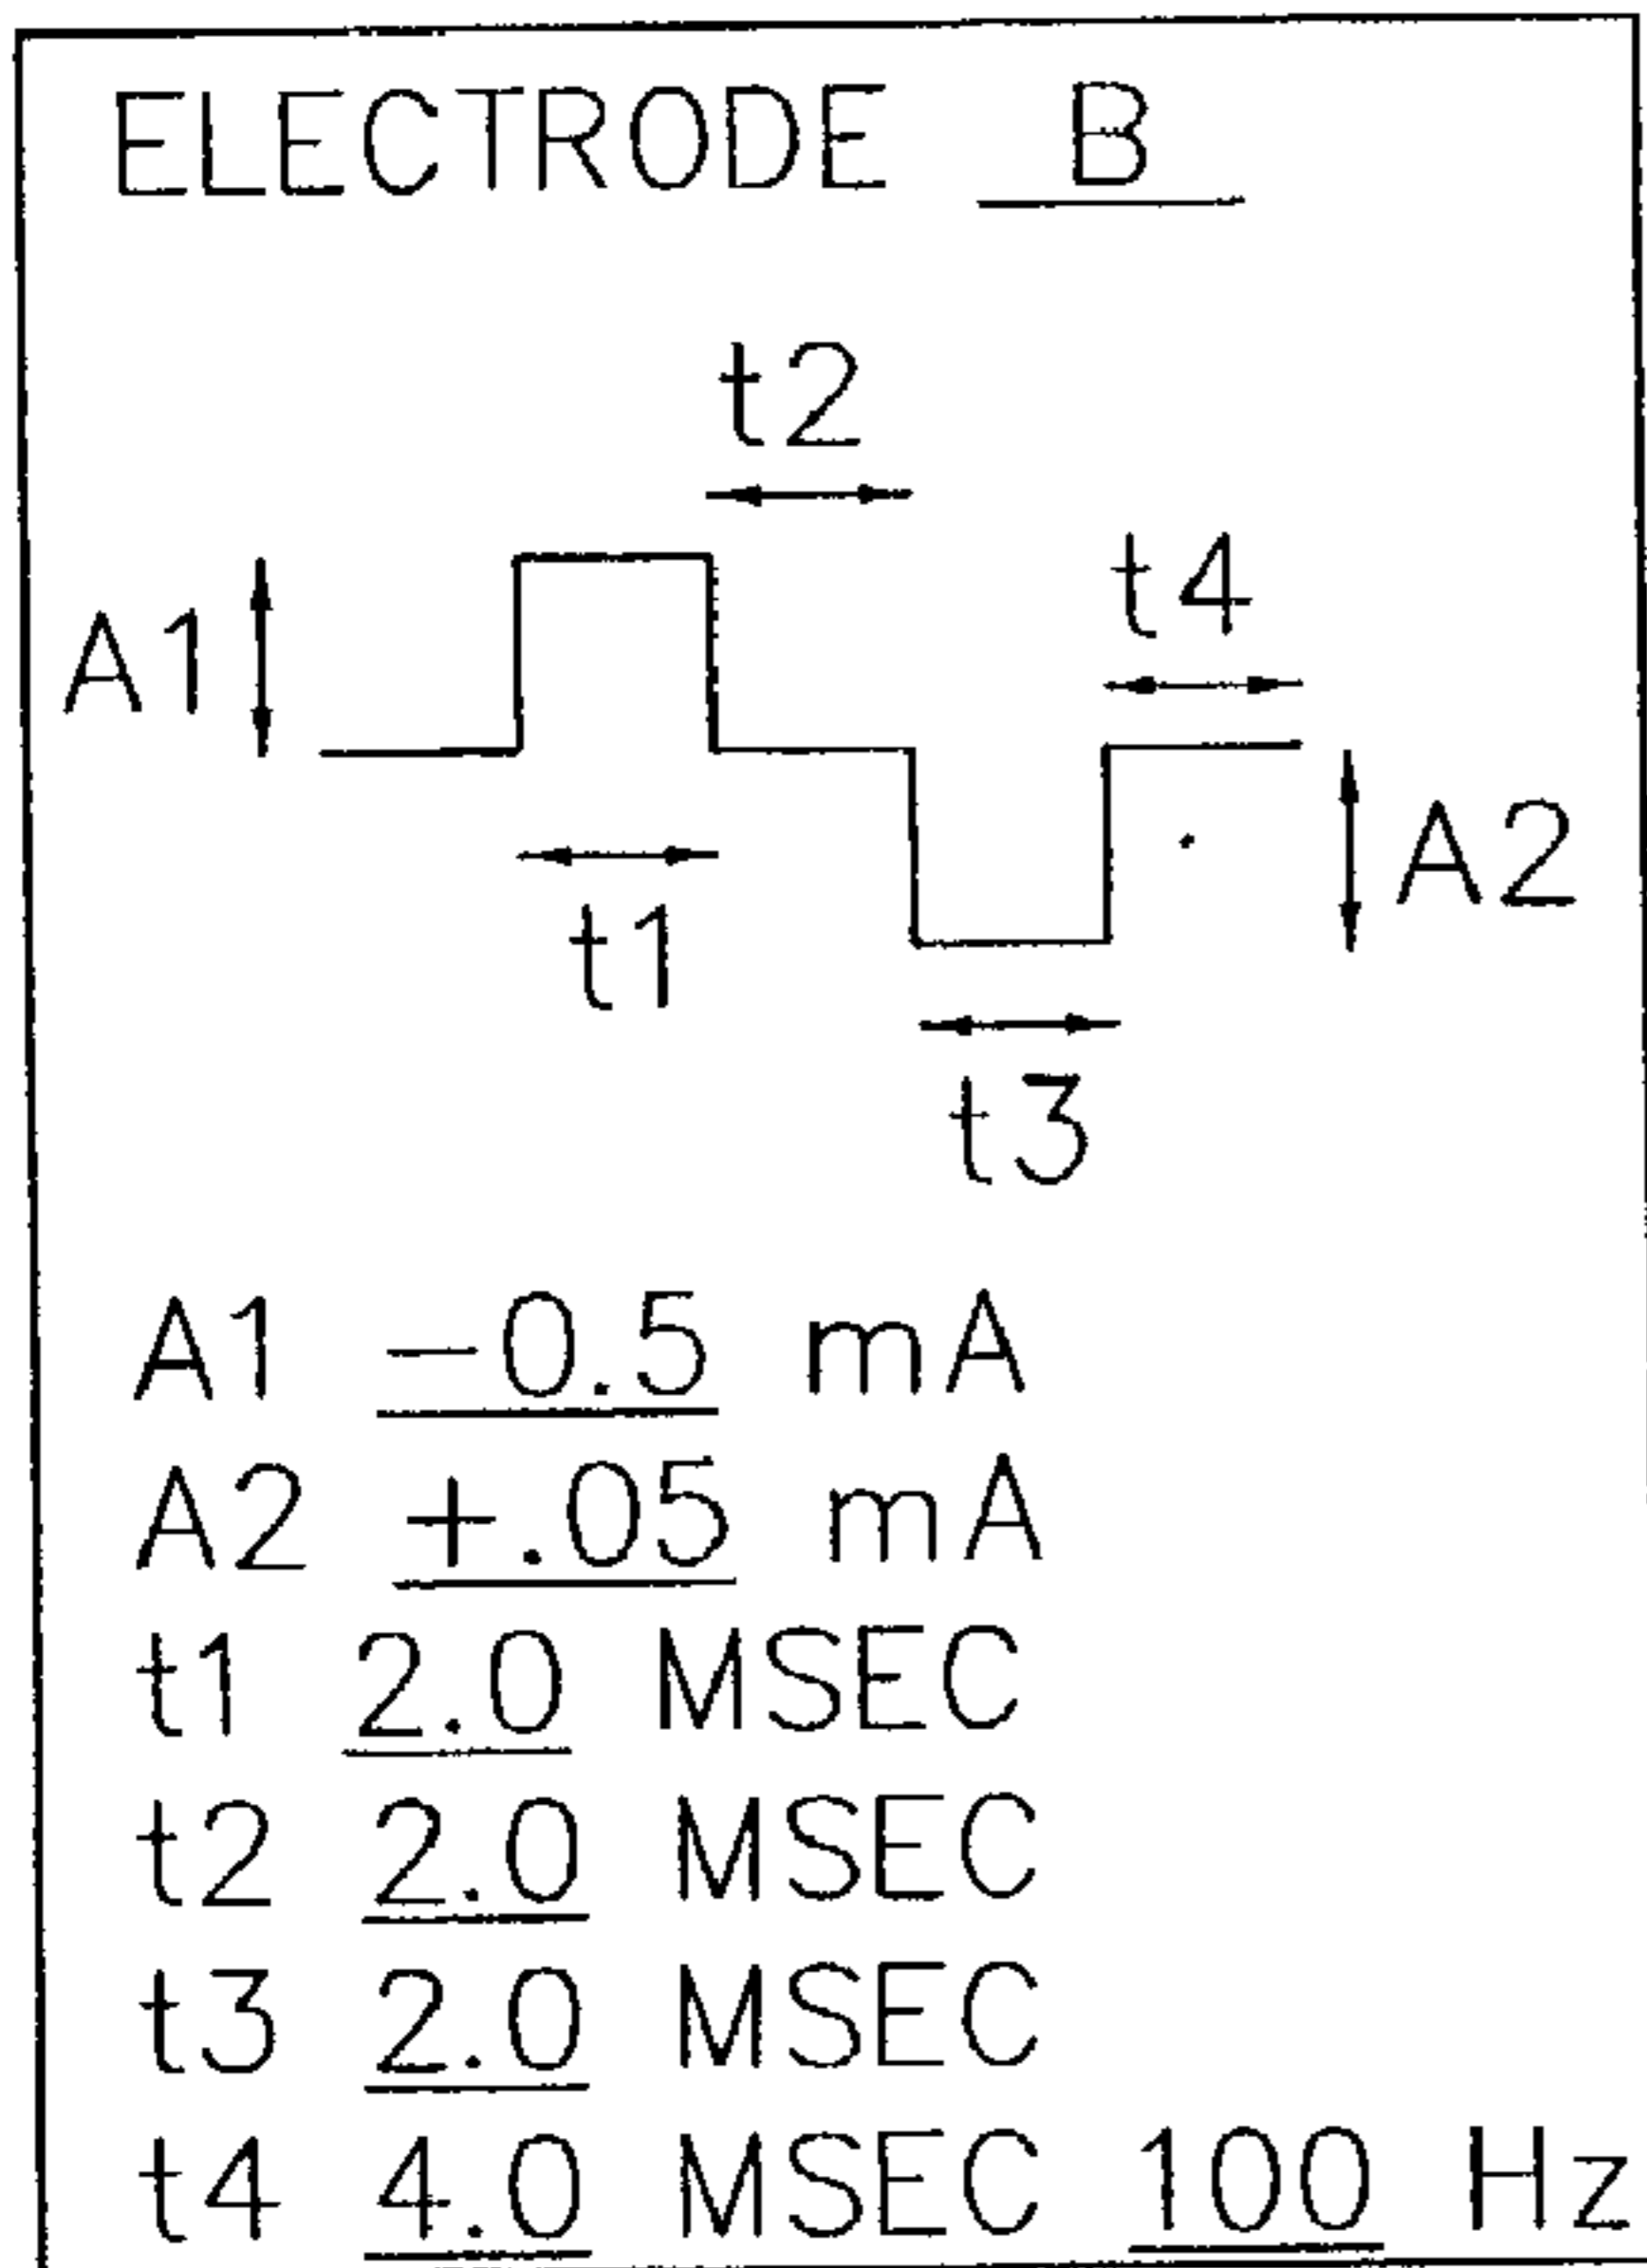 ELECTRODE B
t2
t4
A1
A2
t1
t3
A1 -0.5 mA
A2 +.05 mA
t1 2.0 MSEC
t2 2.0 MSEC
t3 2.0 MSEC
t4 4.0 MSEC 100 Hz